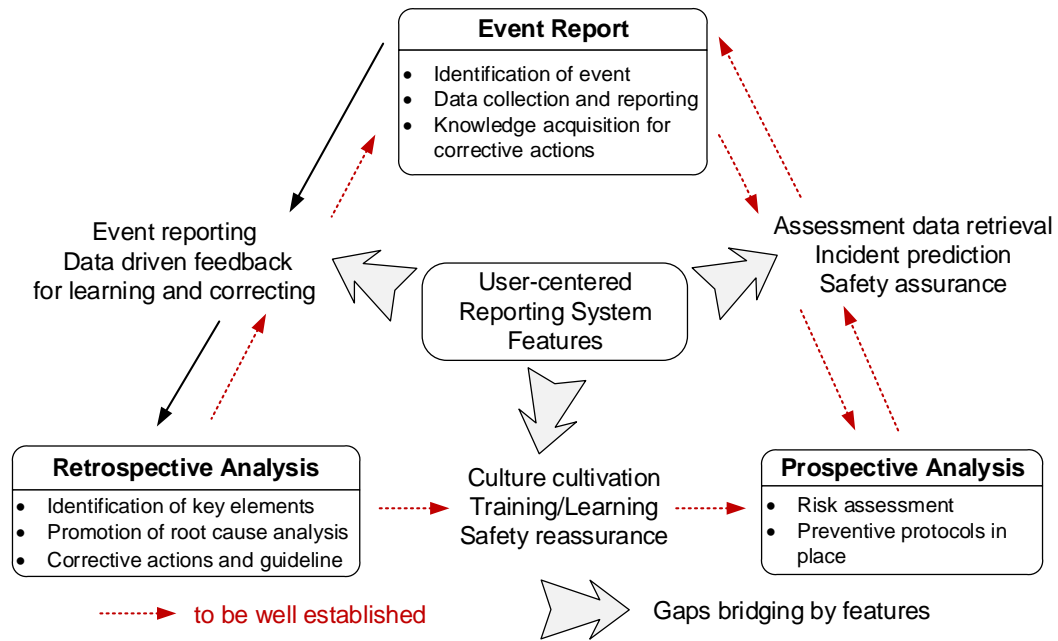 Event Report
• Identification of event
• Data collection and reporting
• Knowledge acquisition for
corrective actions
Event reporting
Data driven feedback
for learning and correcting
User-centered
Reporting System
Features
Assessment data retrieval
Incident prediction
Safety assurance
Retrospective Analysis
• Identification of key elements
• Promotion of root cause analysis
• Corrective actions and guideline
Culture cultivation
Training/Learning
Safety reassurance
Prospective Analysis
• Risk assessment
• Preventive protocols in
place
to be well established
Gaps bridging by features